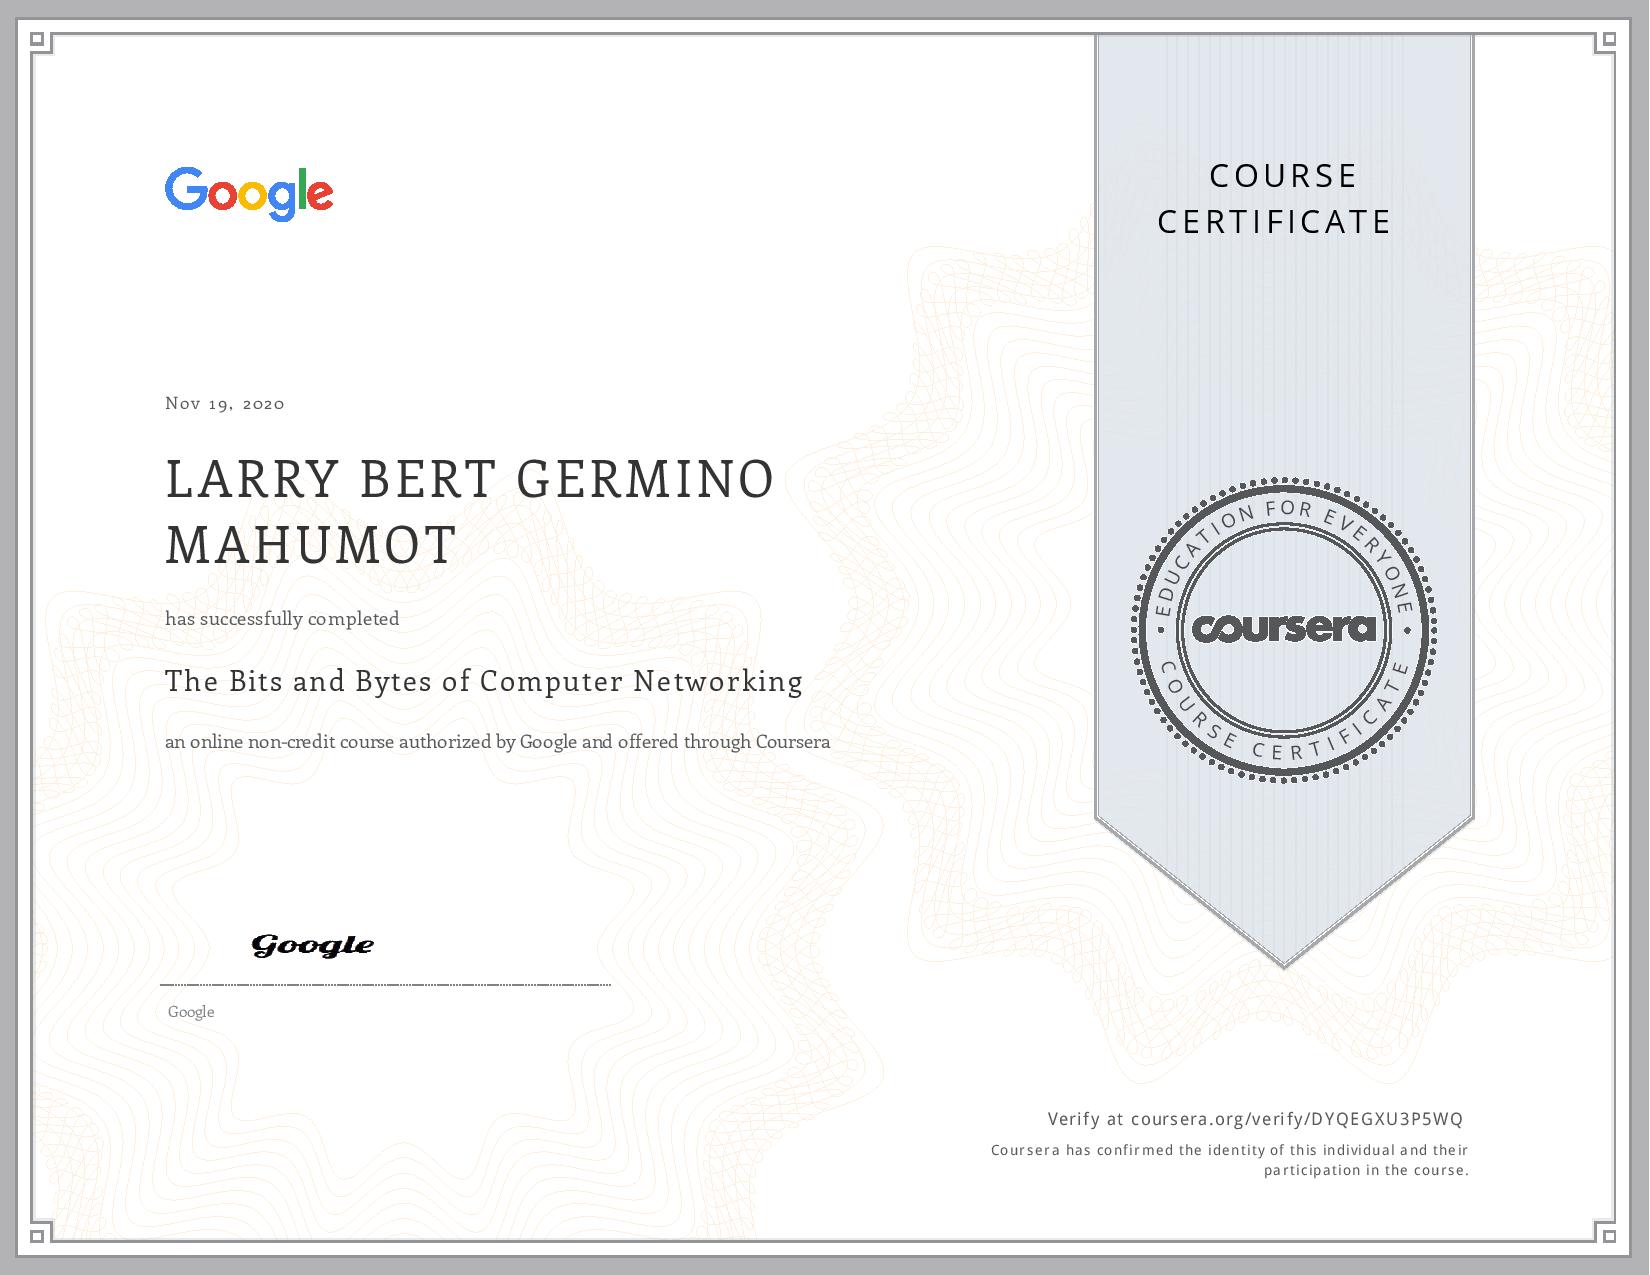 Google
COURSE
CERTIFICATE
Nov 19, 2020
LARRY BERT GERMINO
MAHUMOT
has successfully completed
The Bits and Bytes of Computer Networking
an online non-credit course authorized by Google and offered through Coursera
EDUCATION FOR EVERYONE
coursera
COURSE CERTIFICATE
Google
Google
Verify at coursera.org/verify/DYQEGXU3P5WQ
Coursera has confirmed the identity of this individual and their
participation in the course.